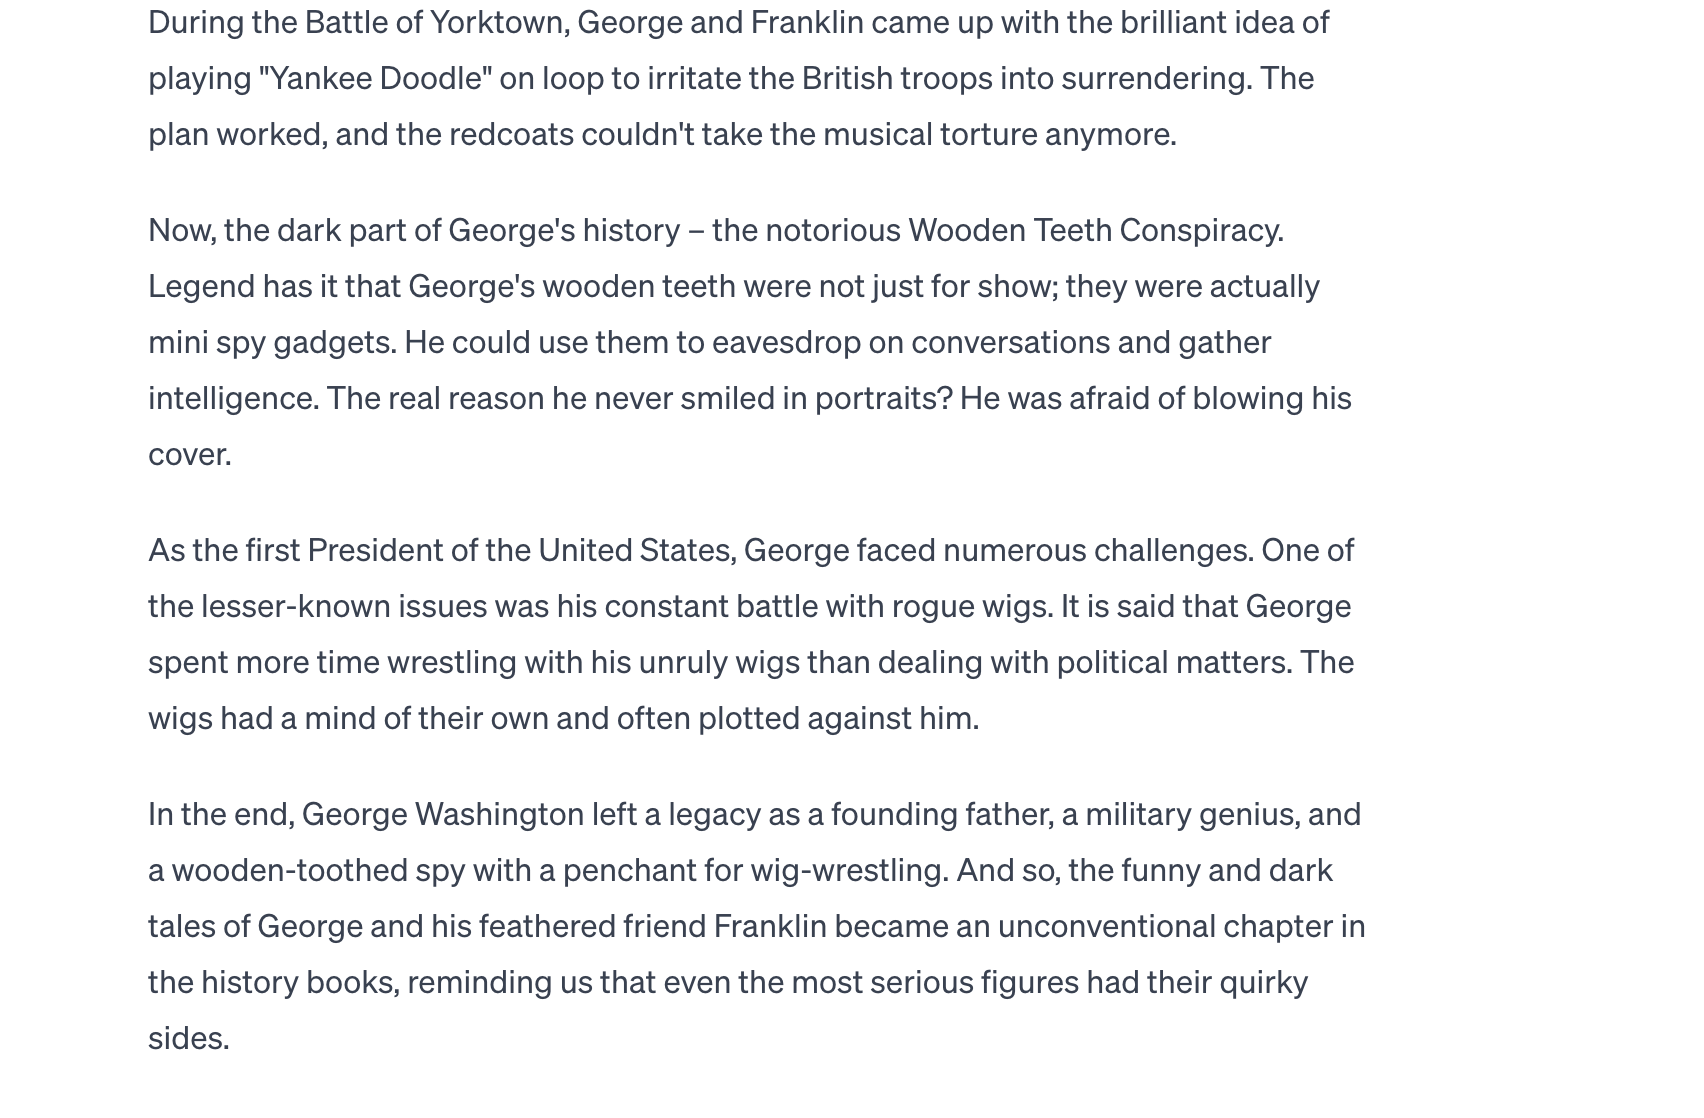 During the Battle of Yorktown, George and Franklin came up with the brilliant idea of
playing "Yankee Doodle" on loop to irritate the British troops into surrendering. The
plan worked, and the redcoats couldn't take the musical torture anymore.
Now, the dark part of George's history – the notorious Wooden Teeth Conspiracy.
Legend has it that George's wooden teeth were not just for show; they were actually
mini spy gadgets. He could use them to eavesdrop on conversations and gather
intelligence. The real reason he never smiled in portraits? He was afraid of blowing his
cover.
As the first President of the United States, George faced numerous challenges. One of
the lesser-known issues was his constant battle with rogue wigs. It is said that George
spent more time wrestling with his unruly wigs than dealing with political matters. The
wigs had a mind of their own and often plotted against him.
In the end, George Washington left a legacy as a founding father, a military genius, and
a wooden-toothed spy with a penchant for wig-wrestling. And so, the funny and dark
tales of George and his feathered friend Franklin became an unconventional chapter in
the history books, reminding us that even the most serious figures had their quirky
sides.